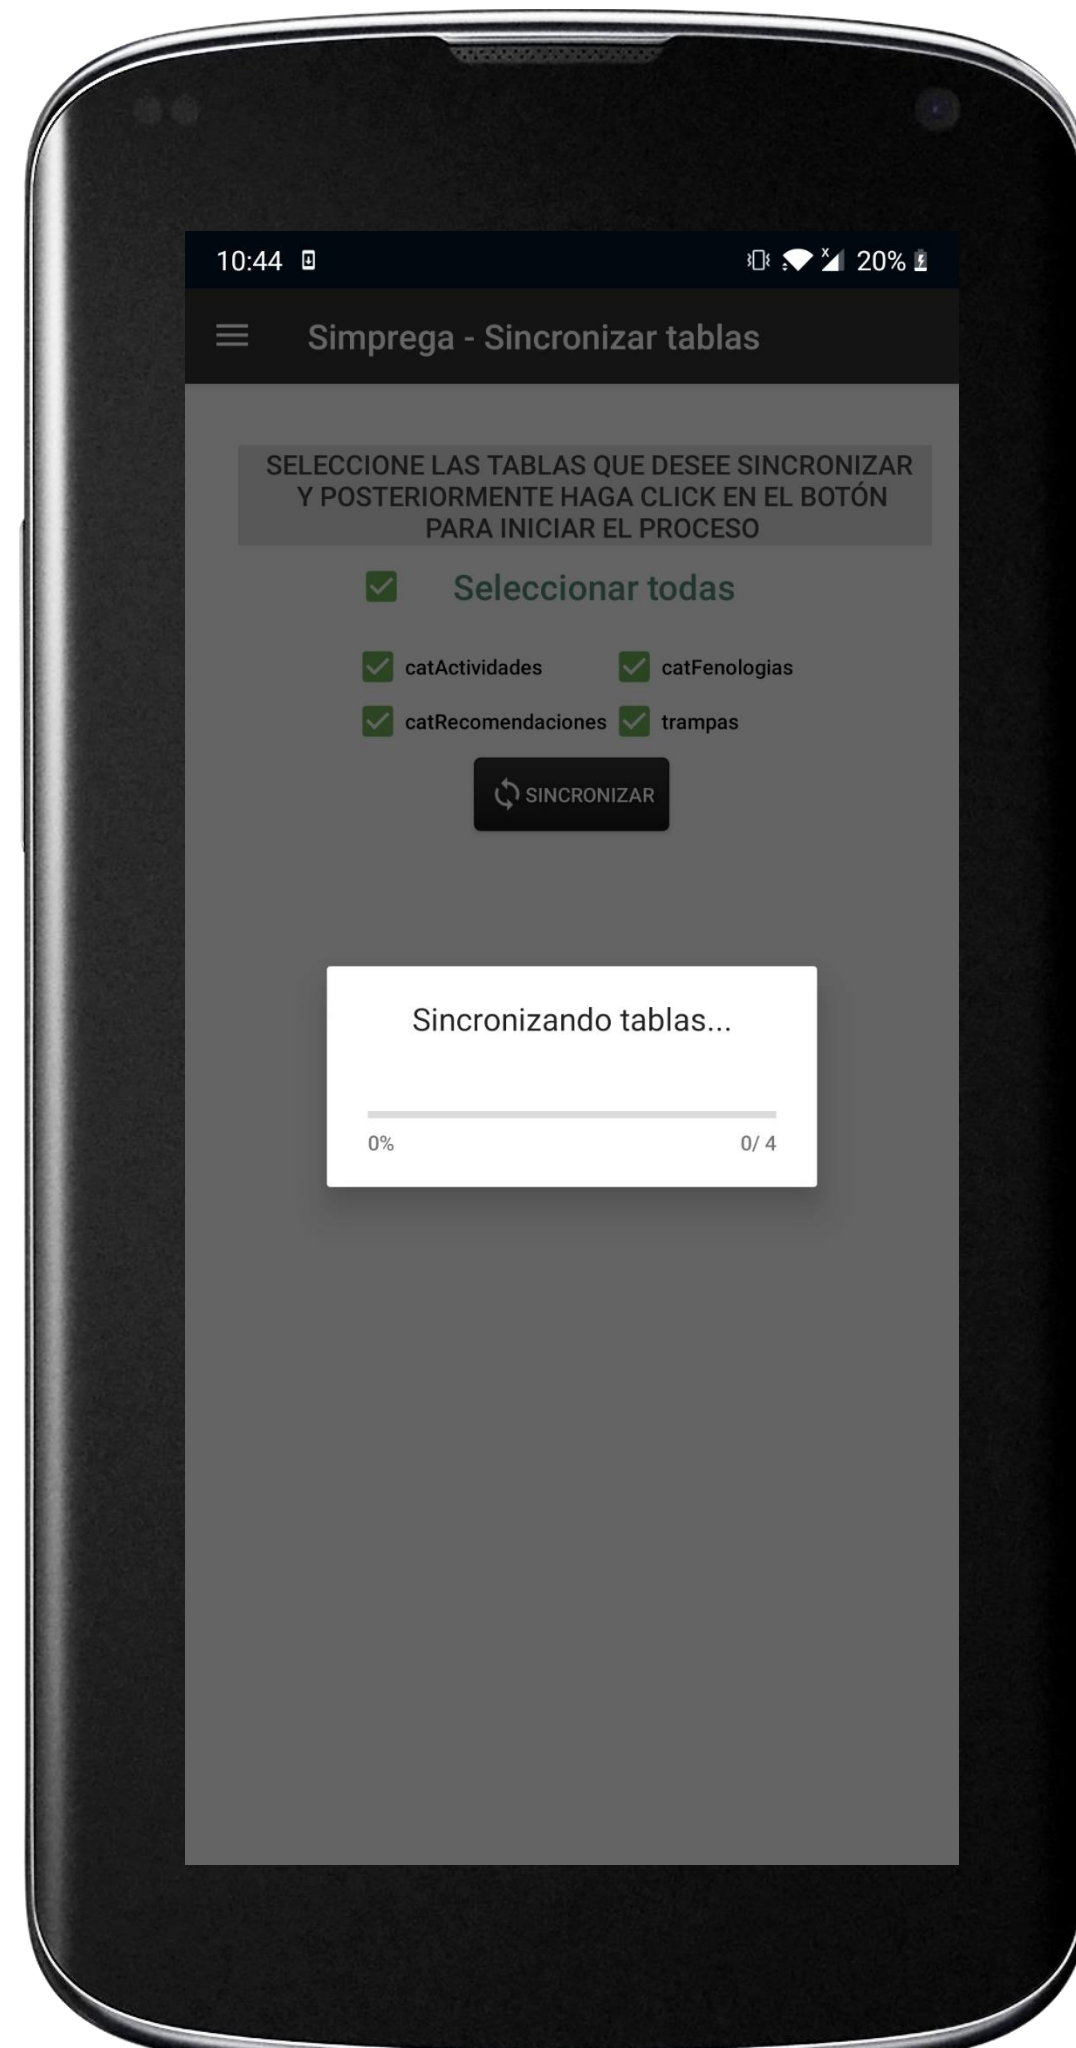 10:44
20%
Simprega - Sincronizar tablas
SELECCIONE LAS TABLAS QUE DESEE SINCRONIZAR
Y POSTERIORMENTE HAGA CLICK EN EL BOTÓN
PARA INICIAR EL PROCESO
Seleccionar todas
catActividades
catFenologias
catRecomendaciones
trampas
SINCRONIZAR
Sincronizando tablas...
0%
0/ 4